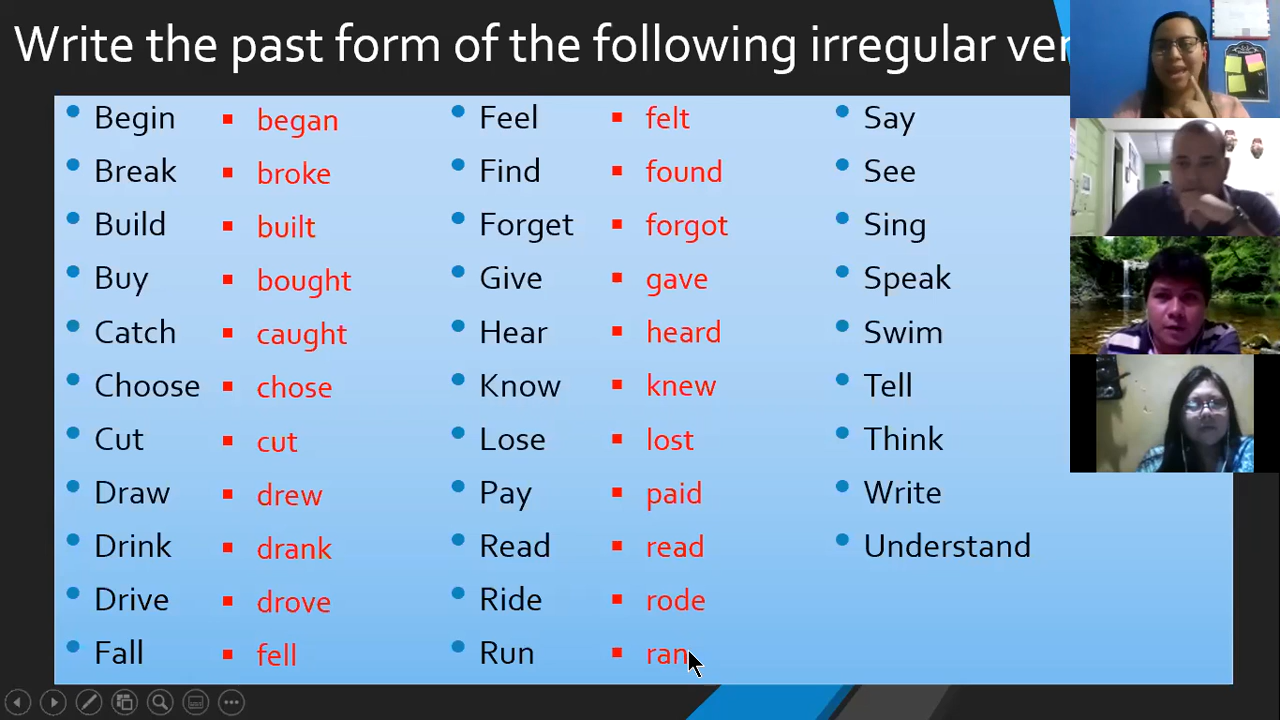 Write the past form of the following irregular ver
Begin
Break
Build
Buy
Catch
Choose
Cut
Draw
Drink
Drive
Fall
began
broke
built
bought
caught
chose
cut
drew
drank
drove
fell
Feel
Find
Forget
Give
Hear
Know
Lose
Pay
Read
Ride
Run
felt
found
forgot
gave
heard
knew
lost
paid
read
rode
ran
Say
See
Sing
Speak
Swim
Tell
Think
Write
Understand